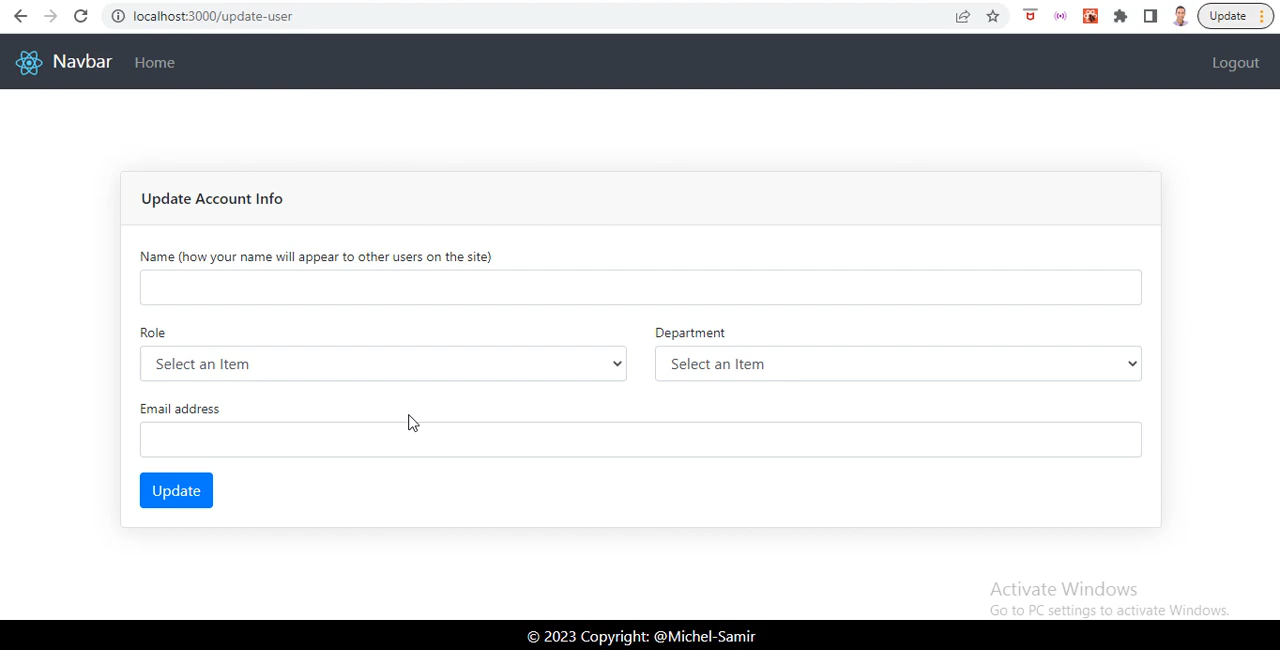 localhost:3000/update-user
Update
Navbar Home Logout
Update Account Info
Name (how your name will appear to other users on the site)
Role Department
Select an Item Select an Item
Email address
Update
Activate Windows
Go to PC settings to activate Windows.
© 2023 Copyright: @Michel-Samir